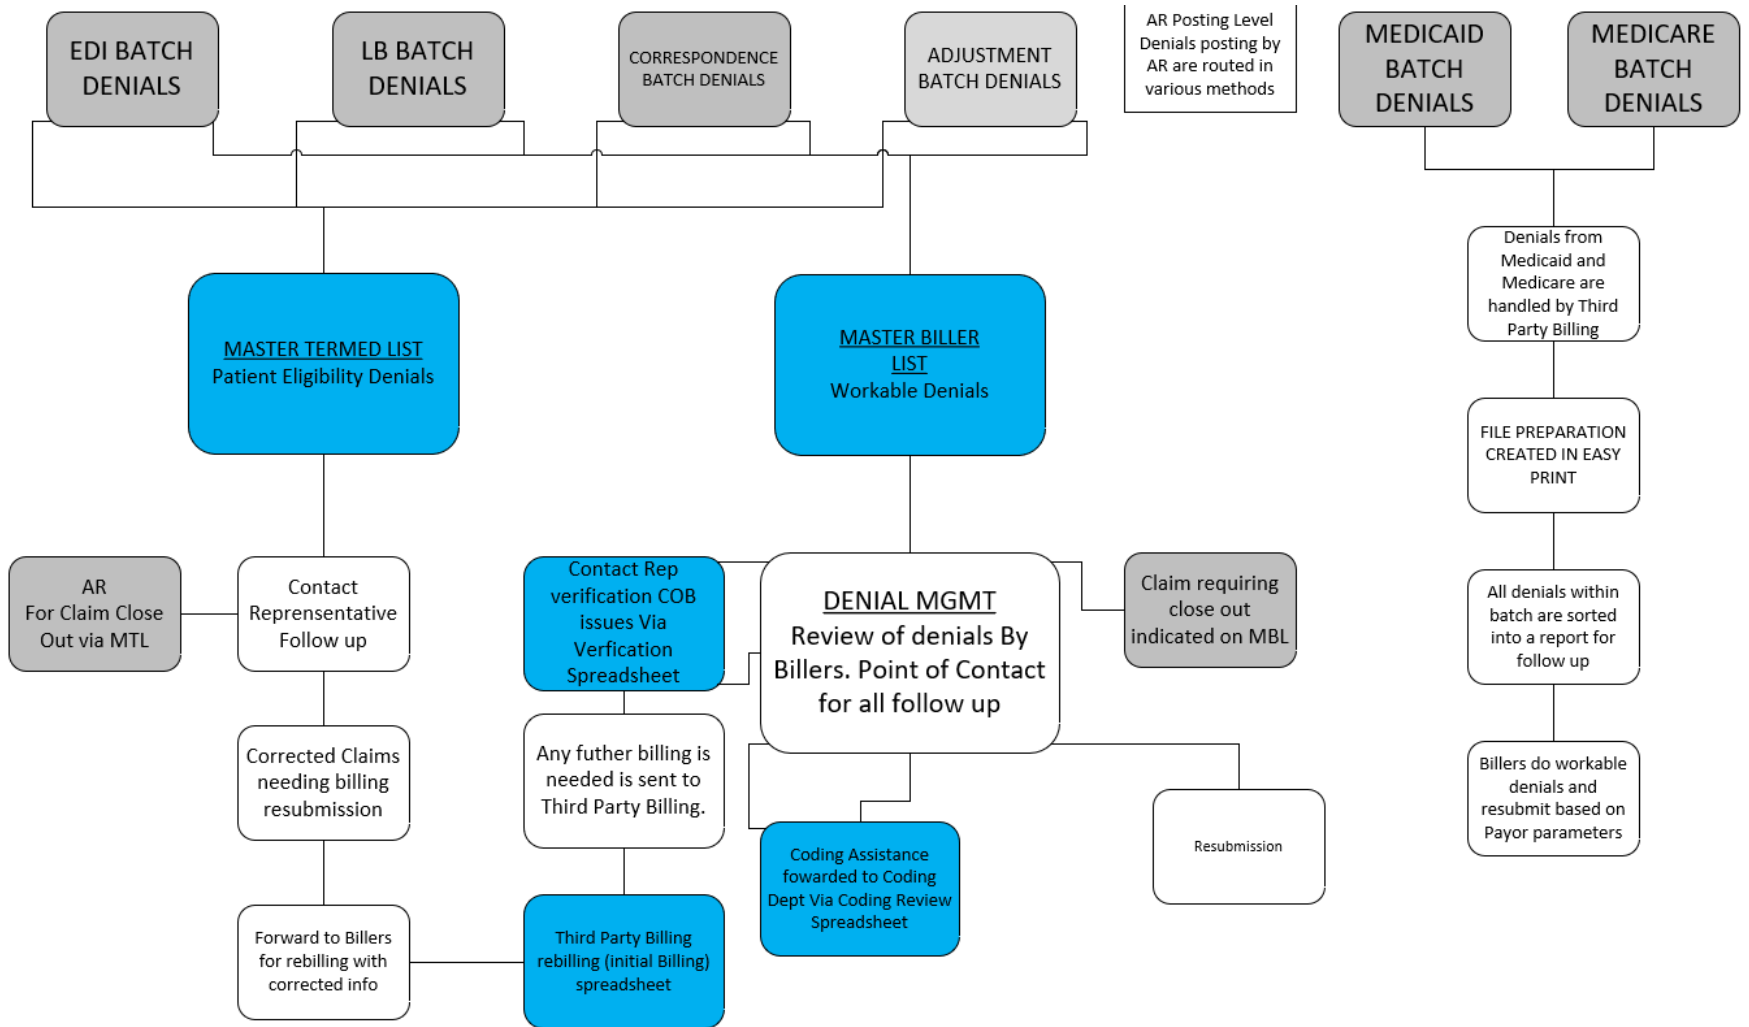 EDI BATCH
DENIALS
LB BATCH
DENIALS
CORRESPONDENCE
BATCH DENIALS
ADJUSTMENT
BATCH DENIALS
AR Posting Level
Denials posting by
AR are routed in
various methods
MEDICAID
BATCH
DENIALS
MEDICARE
BATCH
DENIALS
Denials from
Medicaid and
Medicare are
handled by Third
Party Billing
MASTER TERMED LIST
Patient Eligibility Denials
MASTER BILLER
LIST
Workable Denials
FILE PREPARATION
CREATED IN EASY
PRINT
AR
For Claim Close
Out via MTL
Contact
Reprensentative
Follow up
Contact Rep
verification COB
issues Via
Verfication
Spreadsheet
DENIAL MGMT
Review of denials By
Billers. Point of Contact
for all follow up
Claim requiring
close out
indicated on MBL
All denials within
batch are sorted
into a report for
follow up
Corrected Claims
needing billing
resubmission
Any futher billing is
needed is sent to
Third Party Billing.
Billers do workable
denials and
resubmit based on
Payor parameters
Coding Assistance
fowarded to Coding
Dept Via Coding Review
Spreadsheet
Resubmission
Forward to Billers
for rebilling with
corrected info
Third Party Billing
rebilling (initial Billing)
spreadsheet